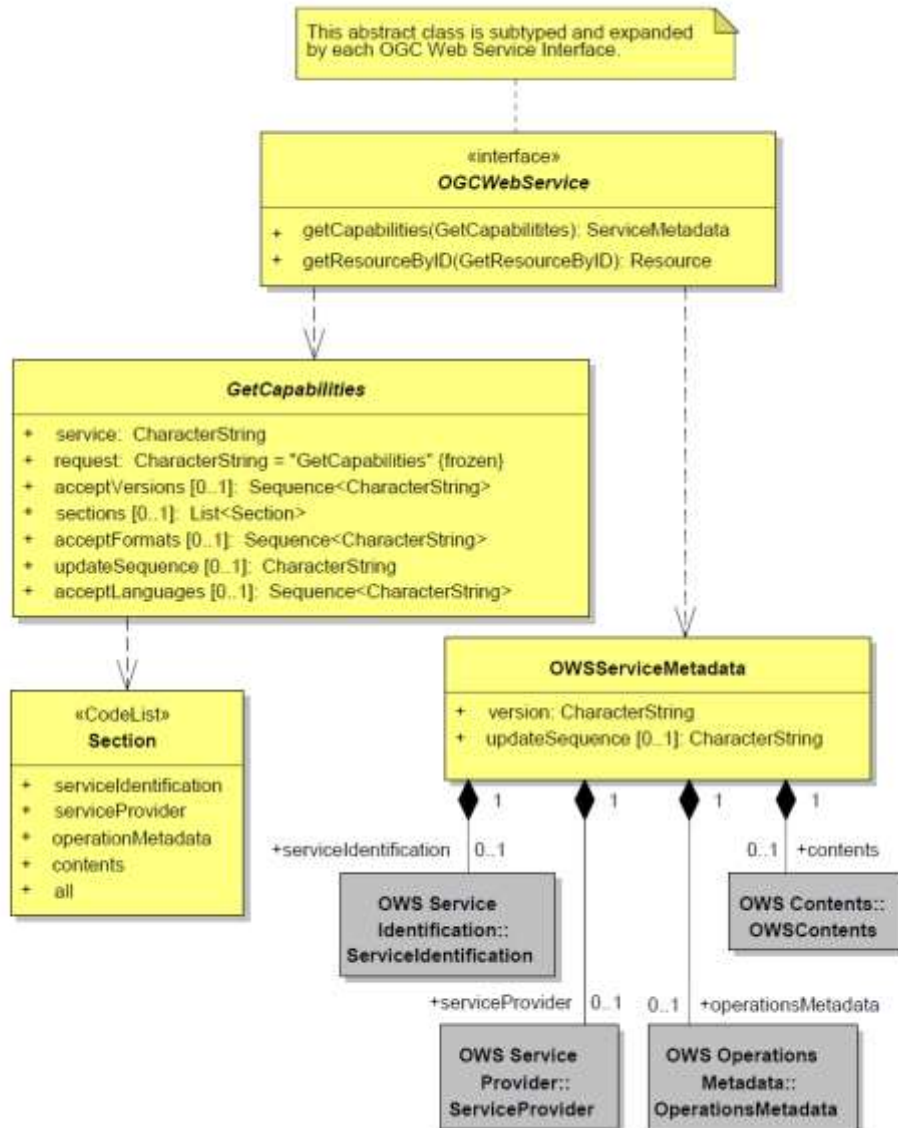 This abstract class is subtyped and expanded
by each OGC Web Service Interface.
«interface»
OGCWebService
+ getCapabilities(GetCapabilitites): ServiceMetadata
+ getResourceByID(GetResourceByID): Resource
GetCapabilities
+ service: CharacterString
+ request: CharacterString = "GetCapabilities" {frozen}
+ acceptVersions [0..1]: Sequence<CharacterString>
+ sections [0..1]: List<Section>
+ acceptFormats [0..1]: Sequence<CharacterString>
+ updateSequence [0..1]: CharacterString
+ acceptLanguages [0..1]: Sequence<CharacterString>
«CodeList»
Section
+ serviceIdentification
+ serviceProvider
+ operationMetadata
+ contents
+ all
OWSServiceMetadata
+ version: CharacterString
+ updateSequence [0..1]: CharacterString
1 1 1 1
+serviceIdentification 0..1
0..1 +contents
OWS Service
Identification::
ServiceIdentification
OWS Contents::
OWSContents
+serviceProvider 0..1
0..1 +operationsMetadata
OWS Service
Provider::
ServiceProvider
OWS Operations
Metadata::
OperationsMetadata